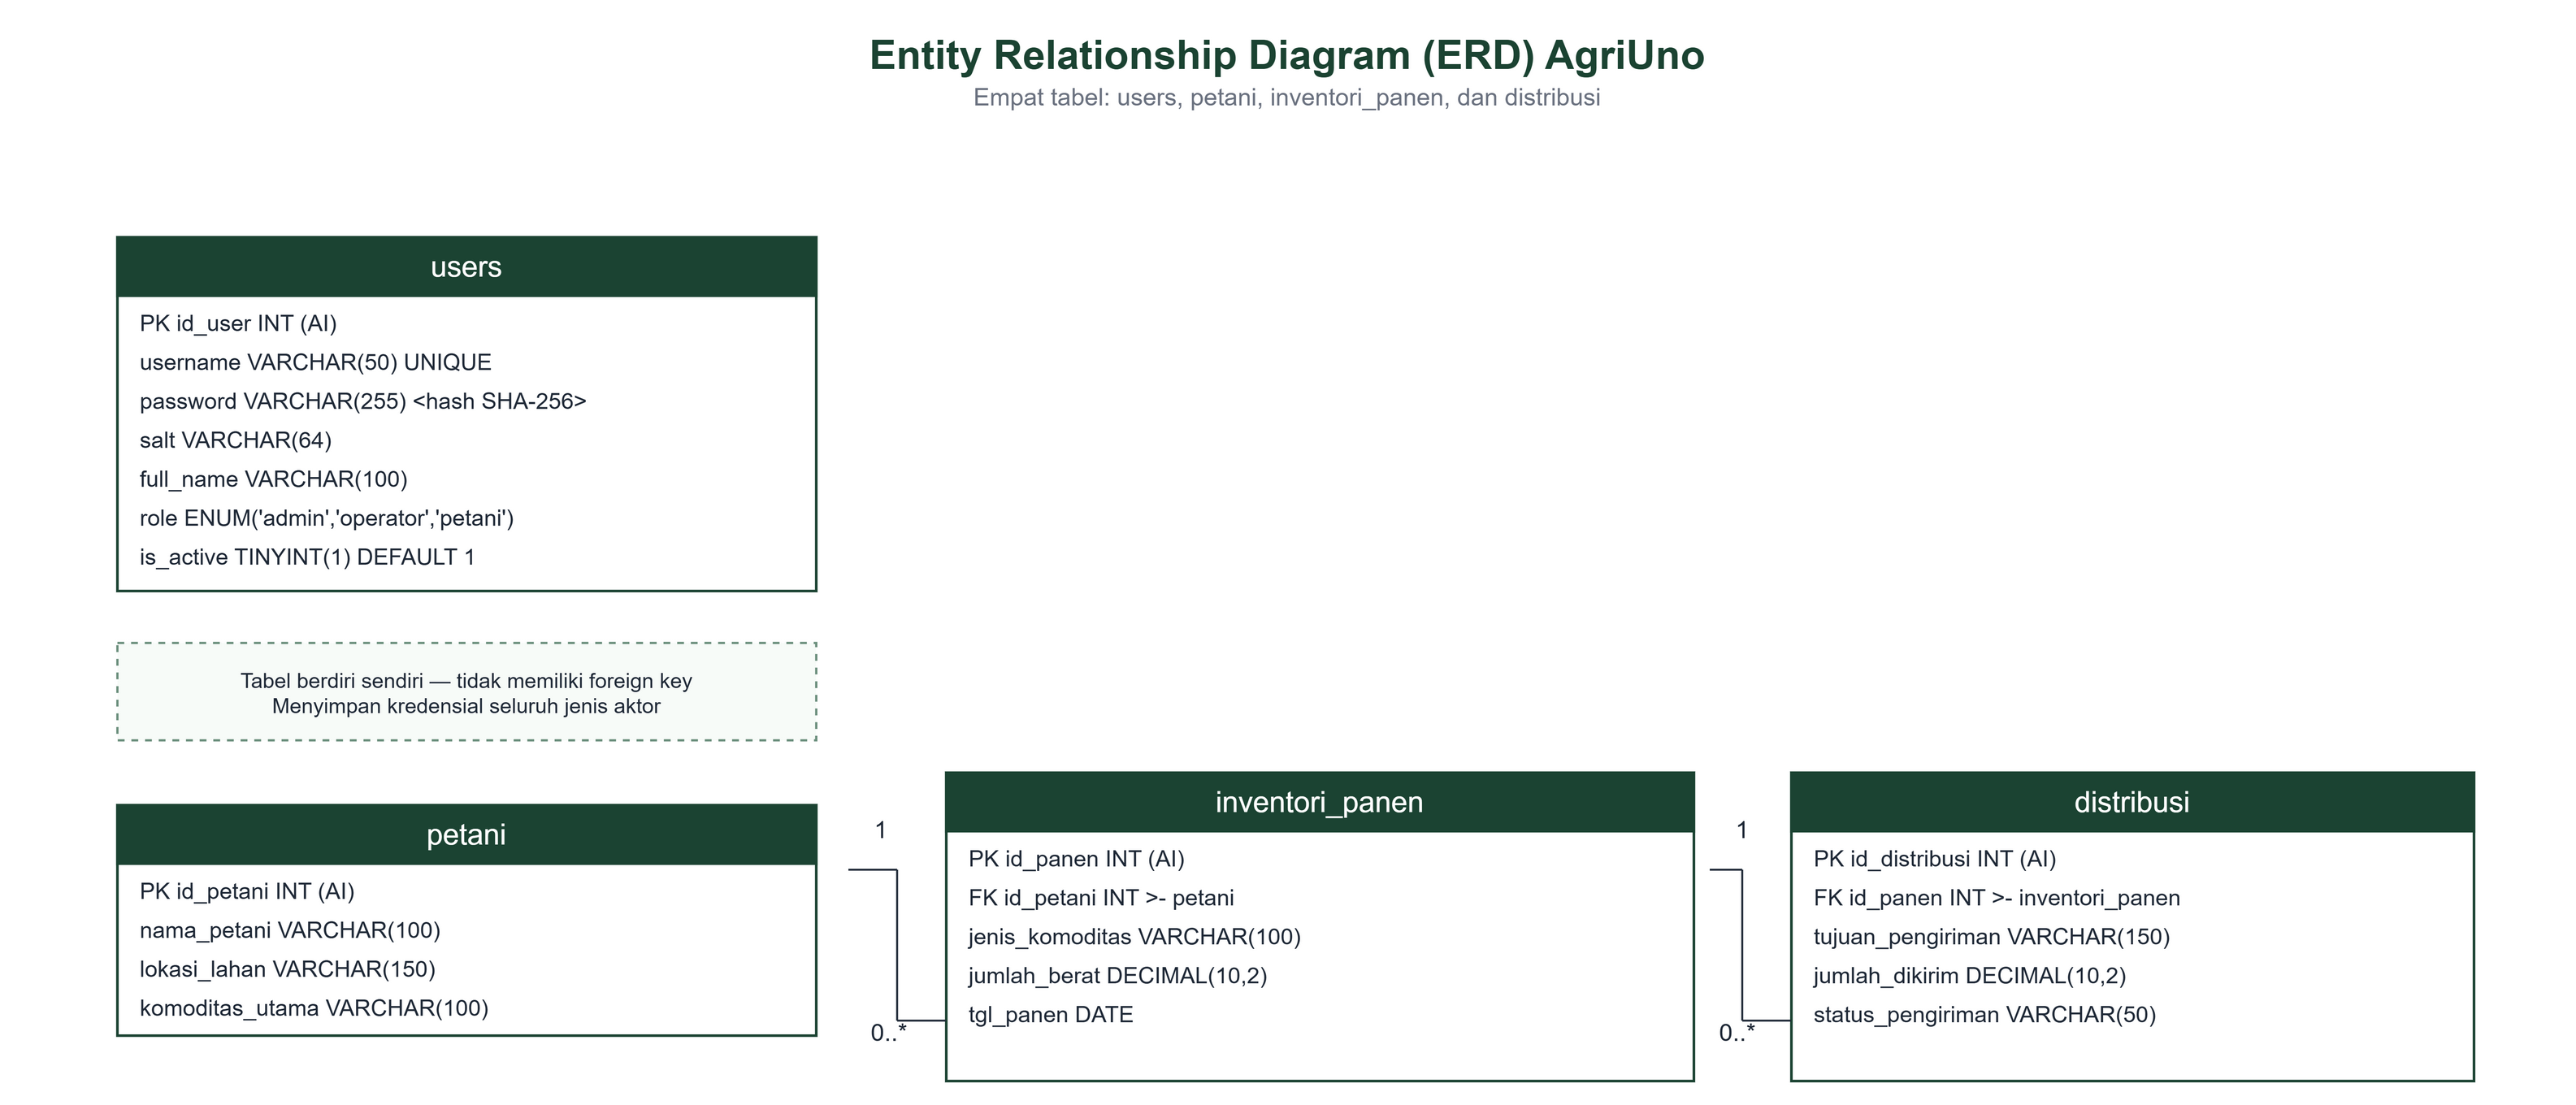 Entity Relationship Diagram (ERD) AgriUno
Empat tabel: users, petani, inventori_panen, dan distribusi
users
PK id_user INT (AI)
username VARCHAR(50) UNIQUE
password VARCHAR(255) <hash SHA-256>
salt VARCHAR(64)
full_name VARCHAR(100)
role ENUM('admin','operator','petani')
is_active TINYINT(1) DEFAULT 1
Tabel berdiri sendiri — tidak memiliki foreign key
Menyimpan kredensial seluruh jenis aktor
petani
PK id_petani INT (AI)
nama_petani VARCHAR(100)
lokasi_lahan VARCHAR(150)
komoditas_utama VARCHAR(100)
1
0..*
inventori_panen
PK id_panen INT (AI)
FK id_petani INT >- petani
jenis_komoditas VARCHAR(100)
jumlah_berat DECIMAL(10,2)
tgl_panen DATE
1
0..*
distribusi
PK id_distribusi INT (AI)
FK id_panen INT >- inventori_panen
tujuan_pengiriman VARCHAR(150)
jumlah_dikirim DECIMAL(10,2)
status_pengiriman VARCHAR(50)